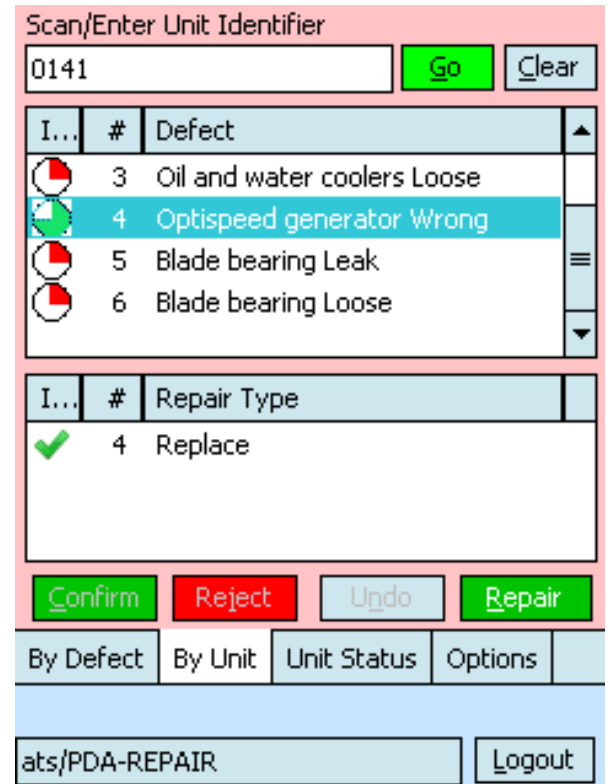 Scan/Enter Unit Identifier
0141 Go Clear
I... # Defect
3 Oil and water coolers Loose
4 Optispeed generator Wrong
5 Blade bearing Leak
6 Blade bearing Loose
I... # Repair Type
4 Replace
Confirm Reject Undo Repair
By Defect By Unit Unit Status Options
ats/PDA-REPAIR Logout